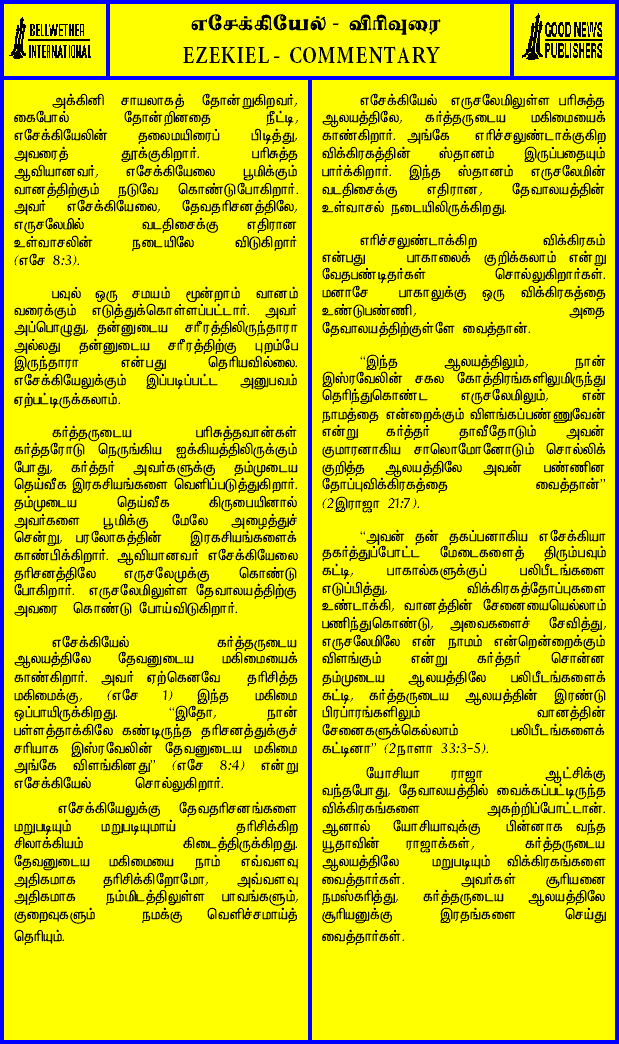 BELLWETHER
INTERNATIONAL
எசேக்கியேல் - விரிவுரை
EZEKIEL - COMMENTARY
GOOD NEWS
PUBLISHERS
அக்கினி சாயலாகத் தோன்றுகிறவர்,
கைபோல் தோன்றினதை நீட்டி,
எசேக்கியேலின் தலைமயிரைப் பிடித்து,
அவரைத் தூக்குகிறார். பரிசுத்த
ஆவியானவர், எசேக்கியேலை பூமிக்கும்
வானத்திற்கும் நடுவே கொண்டுபோகிறார்.
அவர் எசேக்கியேலை, தேவதரிசனத்திலே,
எருசலேமில் வடதிசைக்கு எதிரான
உள்வாசலின் நடையிலே விடுகிறார்
(எசே 8:3).
பவுல் ஒரு சமயம் மூன்றாம் வானம்
வரைக்கும் எடுத்துக்கொள்ளப்பட்டார். அவர்
அப்பொழுது, தன்னுடைய சரீரத்திலிருந்தாரா
அல்லது தன்னுடைய சரீரத்திற்கு புறம்பே
இருந்தாரா என்பது தெரியவில்லை.
எசேக்கியேலுக்கும் இப்படிப்பட்ட அனுபவம்
ஏற்பட்டிருக்கலாம்.
கர்த்தருடைய பரிசுத்தவான்கள்
கர்த்தரோடு நெருங்கிய ஐக்கியத்திலிருக்கும்
போது, கர்த்தர் அவர்களுக்கு தம்முடைய
தெய்வீக இரகசியங்களை வெளிப்படுத்துகிறார்.
தம்முடைய தெய்வீக கிருபையினால்
அவர்களை பூமிக்கு மேலே அழைத்துச்
சென்று, பரலோகத்தின் இரகசியங்களைக்
காண்பிக்கிறார். ஆவியானவர் எசேக்கியேலை
தரிசனத்திலே எருசலேமுக்கு கொண்டு
போகிறார். எருசலேமிலுள்ள தேவாலயத்திற்கு
அவரை கொண்டு போய்விடுகிறார்.
எசேக்கியேல் கர்த்தருடைய
ஆலயத்திலே தேவனுடைய மகிமையைக்
காண்கிறார். அவர் ஏற்கெனவே தரிசித்த
மகிமைக்கு, (எசே 1) இந்த மகிமை
ஒப்பாயிருக்கிறது. “இதோ, நான்
பள்ளத்தாக்கிலே கண்டிருந்த தரிசனத்துக்குச்
சரியாக இஸ்ரவேலின் தேவனுடைய மகிமை
அங்கே விளங்கினது” (எசே 8:4) என்று
எசேக்கியேல் சொல்லுகிறார்.
எசேக்கியேலுக்கு தேவதரிசனங்களை
மறுபடியும் மறுபடியுமாய் தரிசிக்கிற
சிலாக்கியம் கிடைத்திருக்கிறது.
தேவனுடைய மகிமையை நாம் எவ்வளவு
அதிகமாக தரிசிக்கிறோமோ, அவ்வளவு
அதிகமாக நம்மிடத்திலுள்ள பாவங்களும்,
குறைவுகளும் நமக்கு வெளிச்சமாய்த்
தெரியும்.
எசேக்கியேல் எருசலேமிலுள்ள பரிசுத்த
ஆலயத்திலே, கர்த்தருடைய மகிமையைக்
காண்கிறார். அங்கே எரிச்சலுண்டாக்குகிற
விக்கிரகத்தின் ஸ்தானம் இருப்பதையும்
பார்க்கிறார். இந்த ஸ்தானம் எருசலேமின்
வடதிசைக்கு எதிரான, தேவாலயத்தின்
உள்வாசல் நடையிலிருக்கிறது.
எரிச்சலுண்டாக்கிற விக்கிரகம்
என்பது பாகாலைக் குறிக்கலாம் என்று
வேதபண்டிதர்கள் சொல்லுகிறார்கள்.
மனாசே பாகாலுக்கு ஒரு விக்கிரகத்தை
உண்டுபண்ணி, அதை
தேவாலயத்திற்குள்ளே வைத்தான்.
“இந்த ஆலயத்திலும், நான்
இஸ்ரவேலின் சகல கோத்திரங்களிலுமிருந்து
தெரிந்துகொண்ட எருசலேமிலும், என்
நாமத்தை என்றைக்கும் விளங்கப்பண்ணுவேன்
என்று கர்த்தர் தாவீதோடும் அவன்
குமாரனாகிய சாலொமோனோடும் சொல்லிக்
குறித்த ஆலயத்திலே அவன் பண்ணின
தோப்புவிக்கிரகத்தை வைத்தான்”
(2இராஜா 21:7).
“அவன் தன் தகப்பனாகிய எசேக்கியா
தகர்த்துப்போட்ட மேடைகளைத் திரும்பவும்
கட்டி, பாகால்களுக்குப் பலிபீடங்களை
எடுப்பித்து, விக்கிரகத்தோப்புகளை
உண்டாக்கி, வானத்தின் சேனையையெல்லாம்
பணிந்துகொண்டு, அவைகளைச் சேவித்து,
எருசலேமிலே என் நாமம் என்றென்றைக்கும்
விளங்கும் என்று கர்த்தர் சொன்ன
தம்முடைய ஆலயத்திலே பலிபீடங்களைக்
கட்டி, கர்த்தருடைய ஆலயத்தின் இரண்டு
பிரப்ராங்களிலும் வானத்தின்
சேனைகளுக்கெல்லாம் பலிபீடங்களைக்
கட்டினா” (2நாளா 33:3-5).
யோசியா ராஜா ஆட்சிக்கு
வந்தபோது, தேவாலயத்தில் வைக்கப்பட்டிருந்த
விக்கிரகங்களை அகற்றிப்போட்டான்.
ஆனால் யோசியாவுக்கு பின்னாக வந்த
யூதாவின் ராஜாக்கள், கர்த்தருடைய
ஆலயத்திலே மறுபடியும் விக்கிரகங்களை
வைத்தார்கள். அவர்கள் சூரியனை
நமஸ்கரித்து, கர்த்தருடைய ஆலயத்திலே
சூரியனுக்கு இரதங்களை செய்து
வைத்தார்கள்.